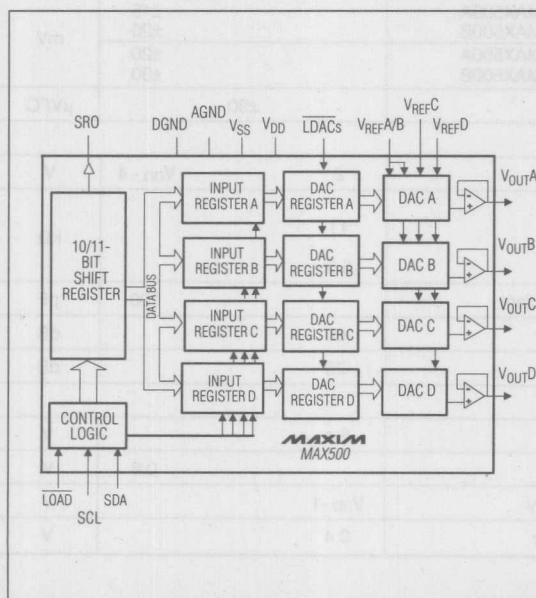 SRO
DGND
AGND
VSS
VDD
LDACs
VREFA/B
VREFC
VREFD
10/11-
BIT
SHIFT
REGISTER
DATA BUS
INPUT
REGISTER A
DAC
REGISTER A
DAC A
VOUTA
INPUT
REGISTER B
DAC
REGISTER B
DAC B
VOUTB
INPUT
REGISTER C
DAC
REGISTER C
DAC C
VOUTC
INPUT
REGISTER D
DAC
REGISTER D
DAC D
VOUTD
CONTROL
LOGIC
MAXIM
MAX500
LOAD
SCL
SDA